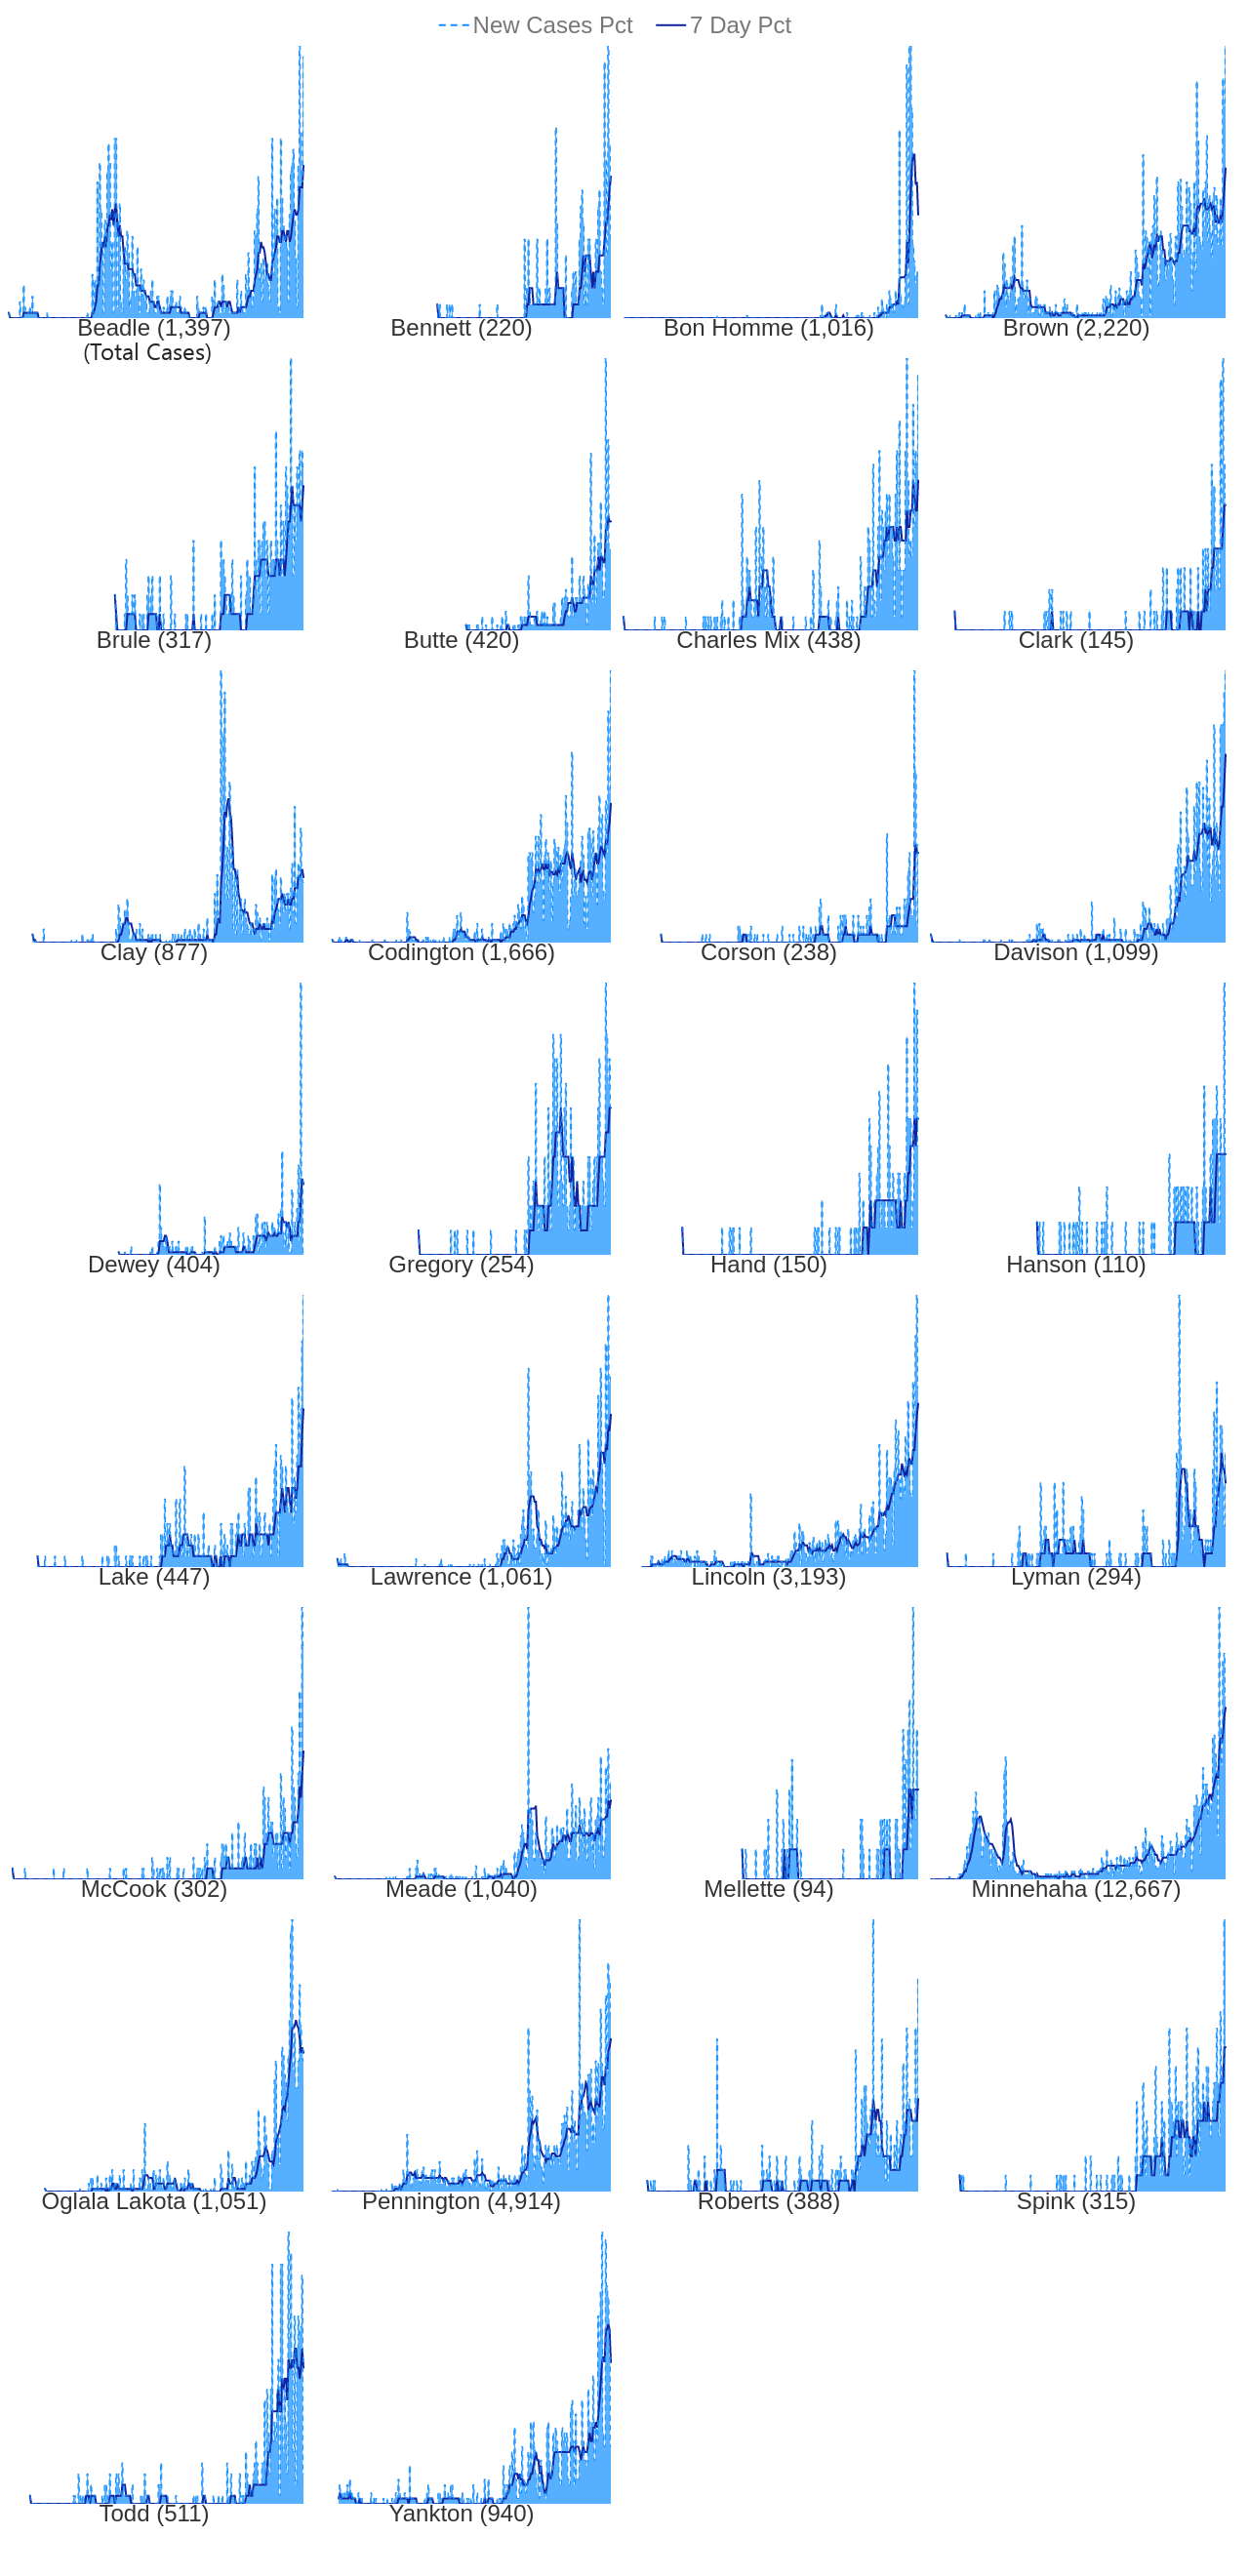 New Cases Pct 7 Day Pct
Beadle (1,397) Bennett (220) Bon Homme (1,016) Brown (2,220)
(Total Cases)
Brule (317) Butte (420) Charles Mix (438) Clark (145)
Clay (877) Codington (1,666) Corson (238) Davison (1,099)
Dewey (404) Gregory (254) Hand (150) Hanson (110)
Lake (447) Lawrence (1,061) Lincoln (3,193) Lyman (294)
McCook (302) Meade (1,040) Mellette (94) Minnehaha (12,667)
Oglala Lakota (1,051) Pennington (4,914) Roberts (388) Spink (315)
Todd (511) Yankton (940)